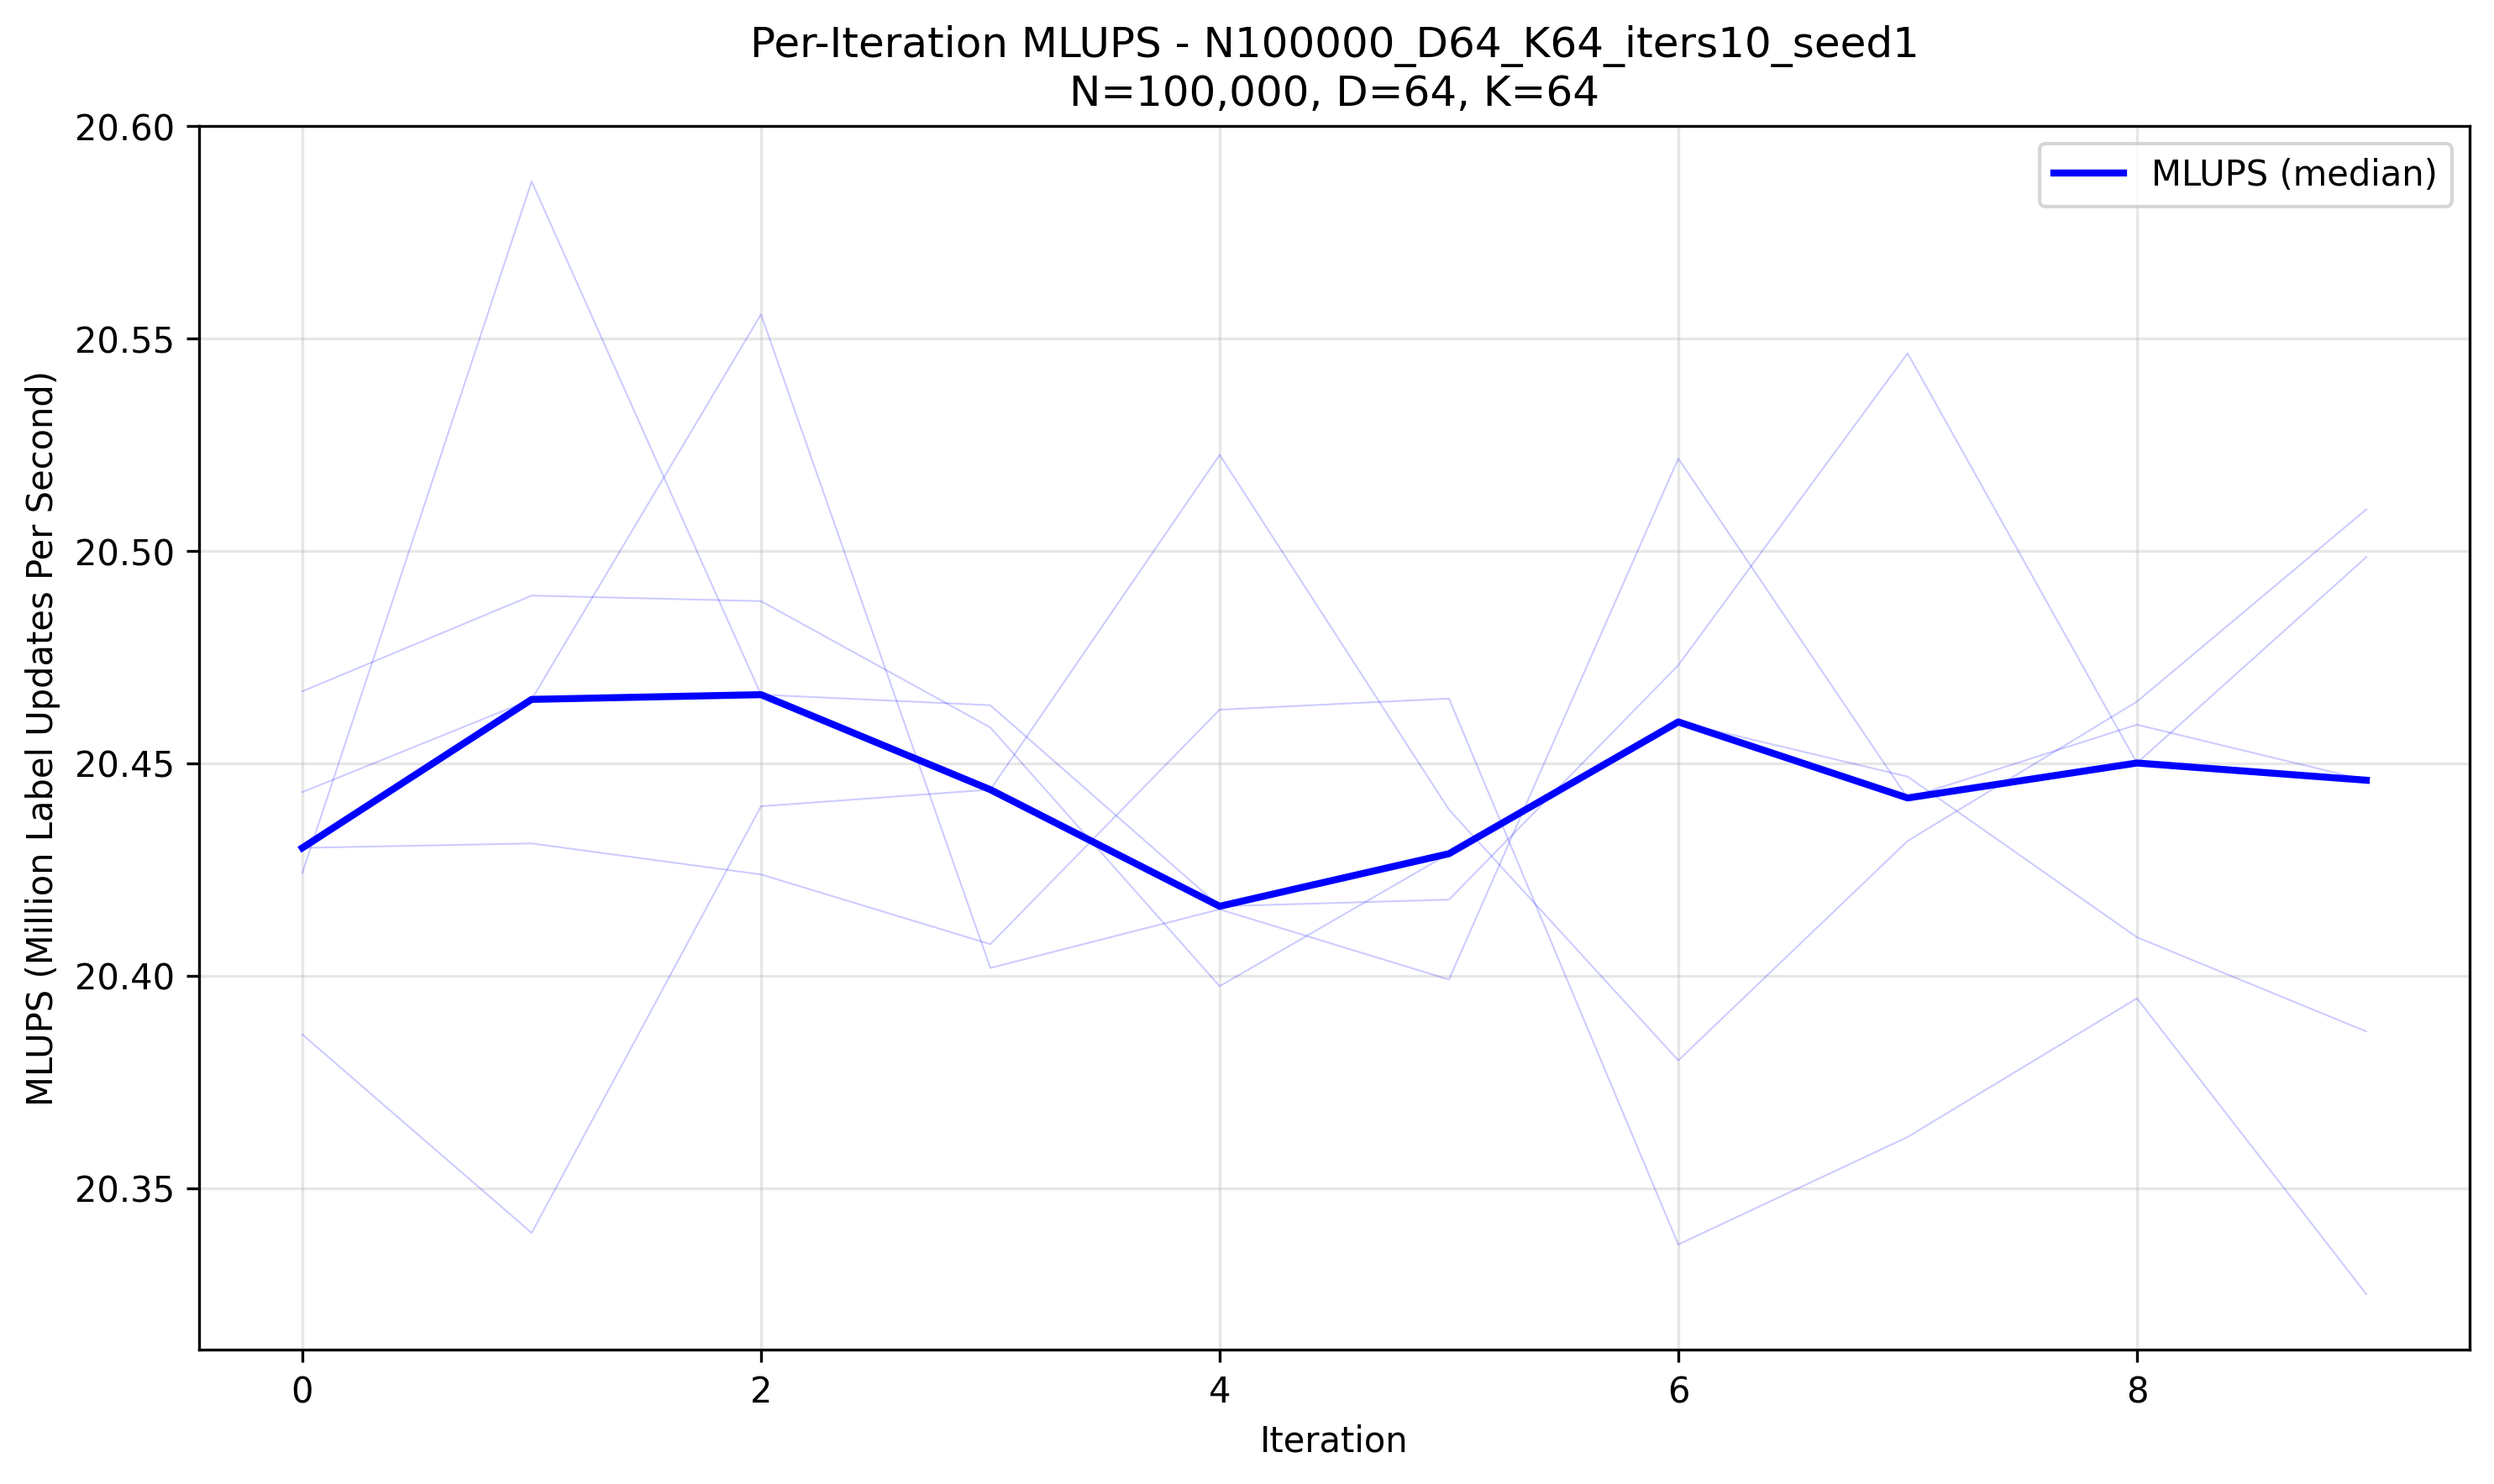 Per-Iteration MLUPS - N100000_D64_K64_iters10_seed1
N=100,000, D=64, K=64
MLUPS (median)
MLUPS (Million Label Updates Per Second)
20.60
20.55
20.50
20.45
20.40
20.35
0
2
4
6
8
Iteration